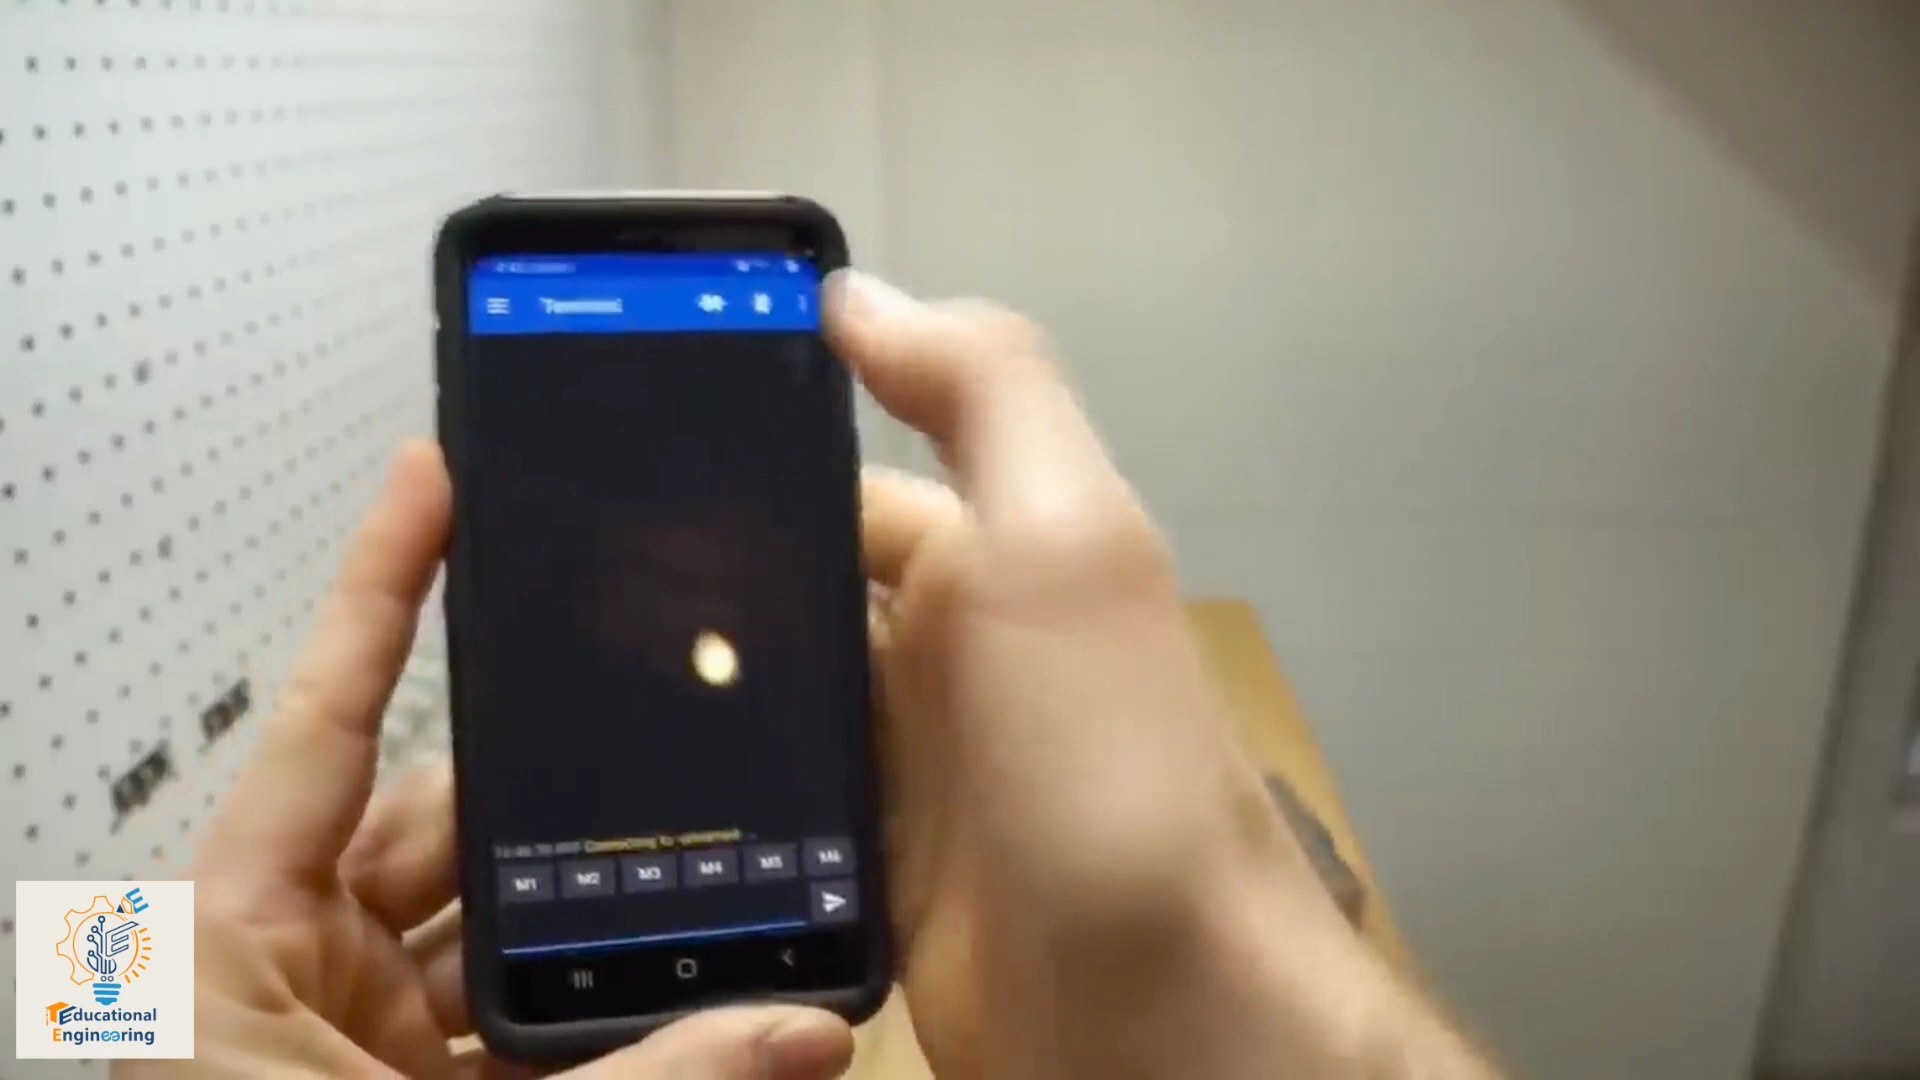 Terminal
Connecting to
M1 M2 M3 M4 M5 M6
Educational
Engineering